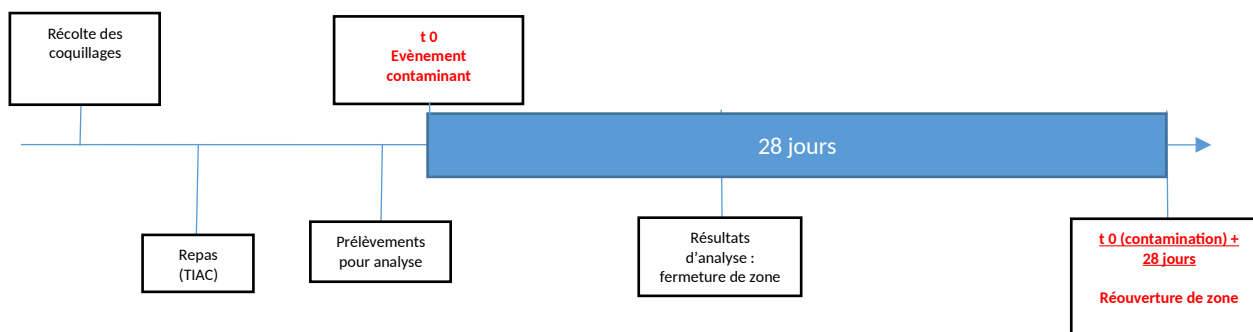 Récolte des
coquillages
t 0
Evènement
contaminant
28 jours
Repas
(TIAC)
Prélèvements
pour analyse
Résultats
d’analyse :
fermeture de zone
t 0 (contamination) +
28 jours
Réouverture de zone